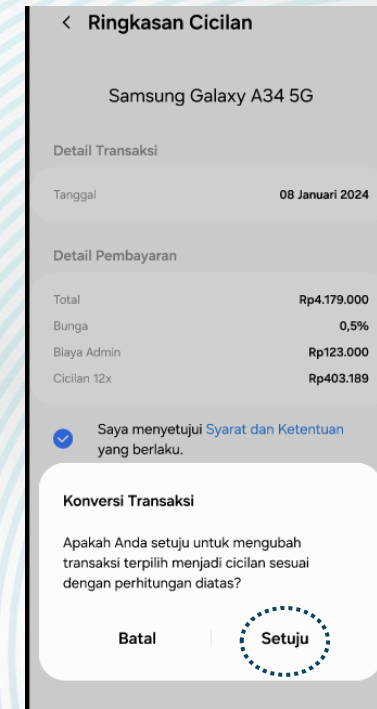 Ringkasan Cicilan
Samsung Galaxy A34 5G
Detail Transaksi
Tanggal 08 Januari 2024
Detail Pembayaran
Total Rp4.179.000
Bunga 0,5%
Biaya Admin Rp123.000
Cicilan 12x Rp403.189
Saya menyetujui Syarat dan Ketentuan
yang berlaku.
Konversi Transaksi
Apakah Anda setuju untuk mengubah
transaksi terpilih menjadi cicilan sesuai
dengan perhitungan diatas?
Batal Setuju